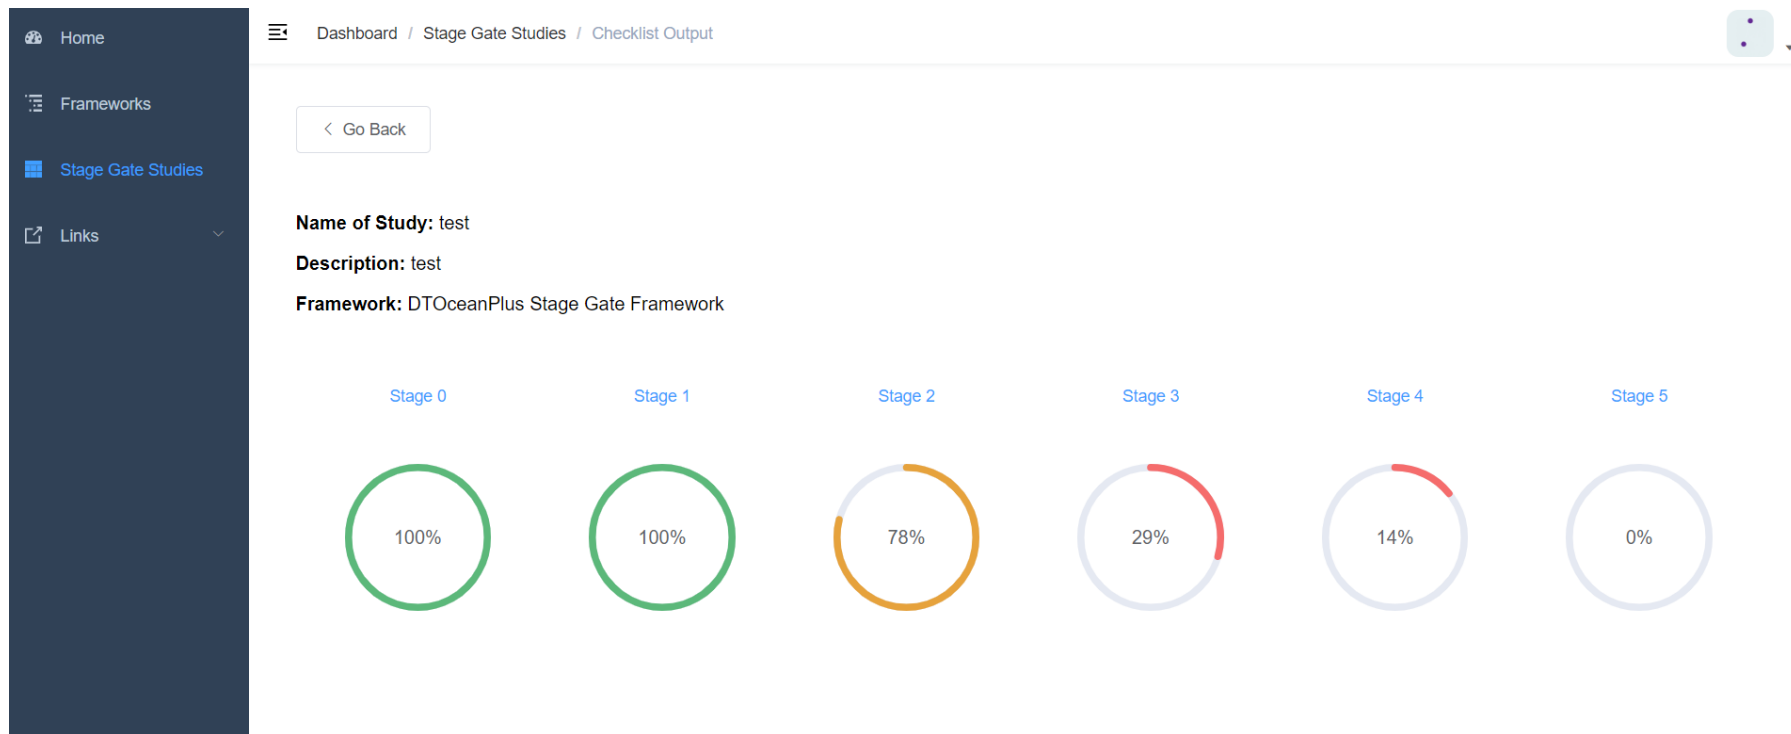 Home
Frameworks
Stage Gate Studies
Links
Dashboard / Stage Gate Studies / Checklist Output
Go Back
Name of Study: test
Description: test
Framework: DTOceanPlus Stage Gate Framework
Stage 0 Stage 1 Stage 2 Stage 3 Stage 4 Stage 5
100% 100% 78% 29% 14% 0%